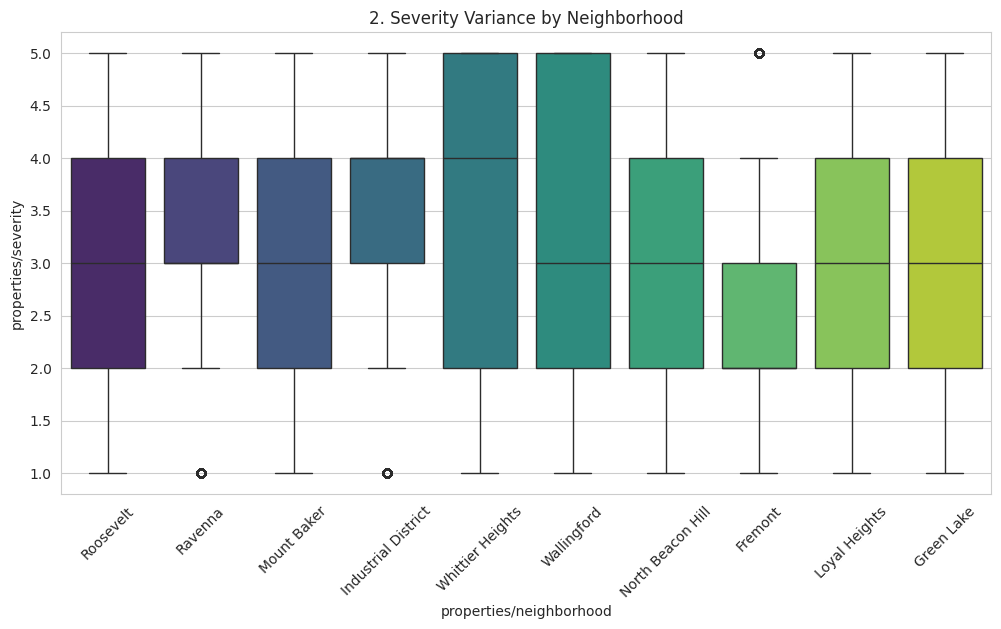 2. Severity Variance by Neighborhood
properties/severity
5.0
4.5
4.0
3.5
3.0
2.5
2.0
1.5
1.0
Roosevelt
Ravenna
Mount Baker
Industrial District
Whittier Heights
Wallingford
North Beacon Hill
Fremont
Loyal Heights
Green Lake
properties/neighborhood